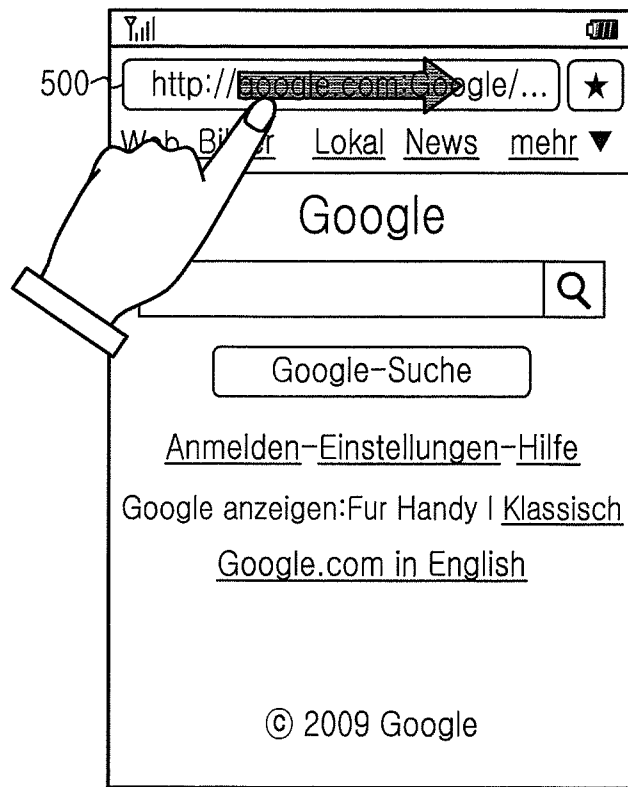 500
http://google.com:Google/...
Web Bilder Lokal News mehr ▼
Google
Google-Suche
Anmelden-Einstellungen-Hilfe
Google anzeigen:Fur Handy | Klassisch
Google.com in English
© 2009 Google